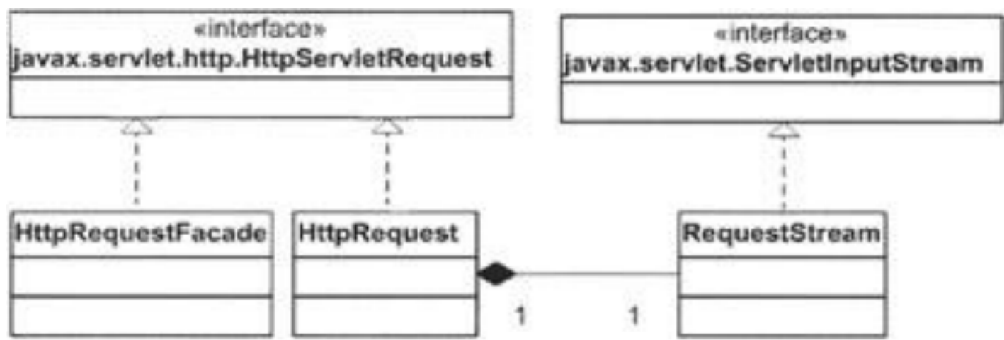 «interface»
javax.servlet.http.HttpServletRequest
«interface»
javax.servlet.ServletInputStream
HttpRequestFacade
HttpRequest
RequestStream
1
1